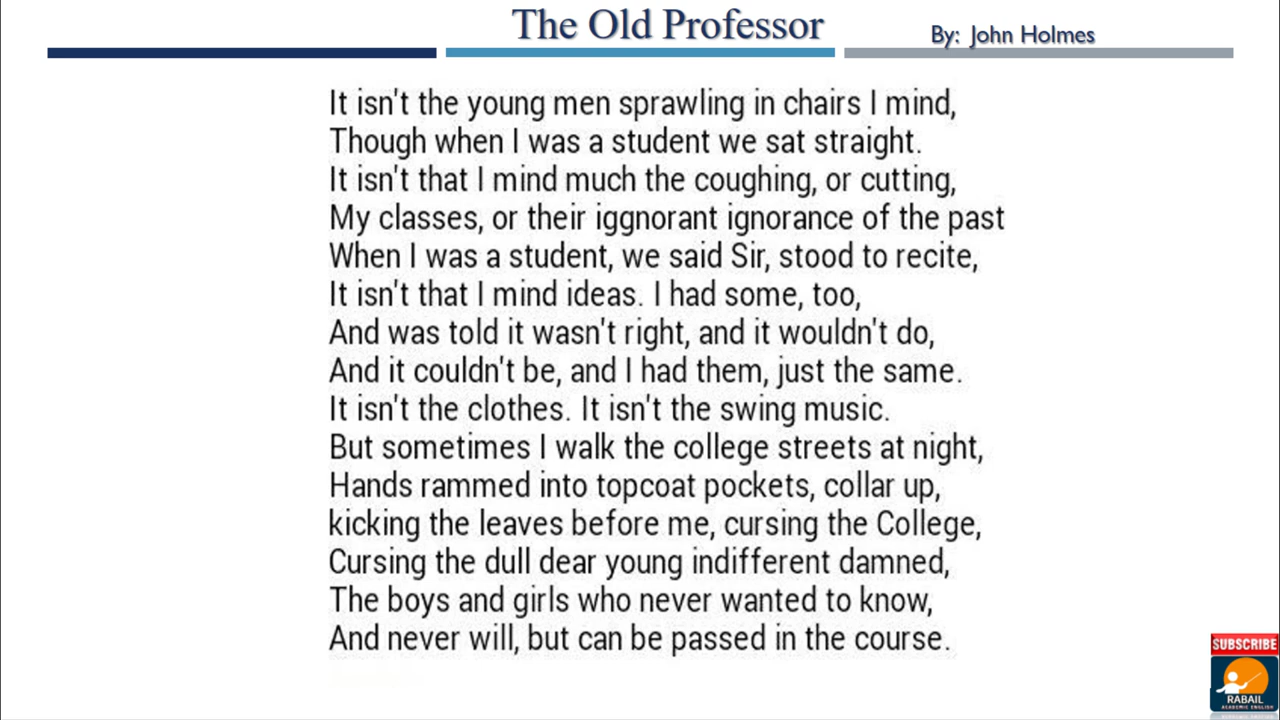 The Old Professor
By: John Holmes
It isn't the young men sprawling in chairs I mind,
Though when I was a student we sat straight.
It isn't that I mind much the coughing, or cutting,
My classes, or their iggnorant ignorance of the past
When I was a student, we said Sir, stood to recite,
It isn't that I mind ideas. I had some, too,
And was told it wasn't right, and it wouldn't do,
And it couldn't be, and I had them, just the same.
It isn't the clothes. It isn't the swing music.
But sometimes I walk the college streets at night,
Hands rammed into topcoat pockets, collar up,
kicking the leaves before me, cursing the College,
Cursing the dull dear young indifferent damned,
The boys and girls who never wanted to know,
And never will, but can be passed in the course.
SUBSCRIBE
RABAIL
ACADEMIC ENGLISH